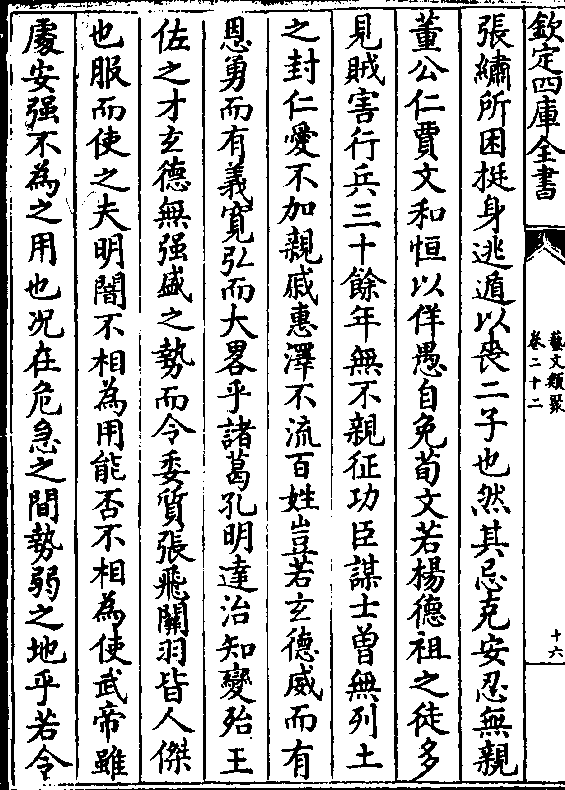 欽定四庫全書
藝文類聚
卷二十二
十六
張繡所困挺身逃遁以喪二子也然其忌克安忍無親
董公仁賈文和恒以佯愚自免荀文若楊德祖之徒多
見賊害行兵三十餘年無不親征功臣謀士曽無列土
之封仁愛不加親戚惠澤不流百姓豈若玄德威而有
恩勇而有義寛弘而大畧乎諸葛孔明達治知變殆王
佐之才玄德無强盛之勢而令委質張飛關羽皆人傑
也服而使之夫明闇不相為用能否不相為使武帝雖
處安强不為之用也况在危急之間勢弱之地乎若令